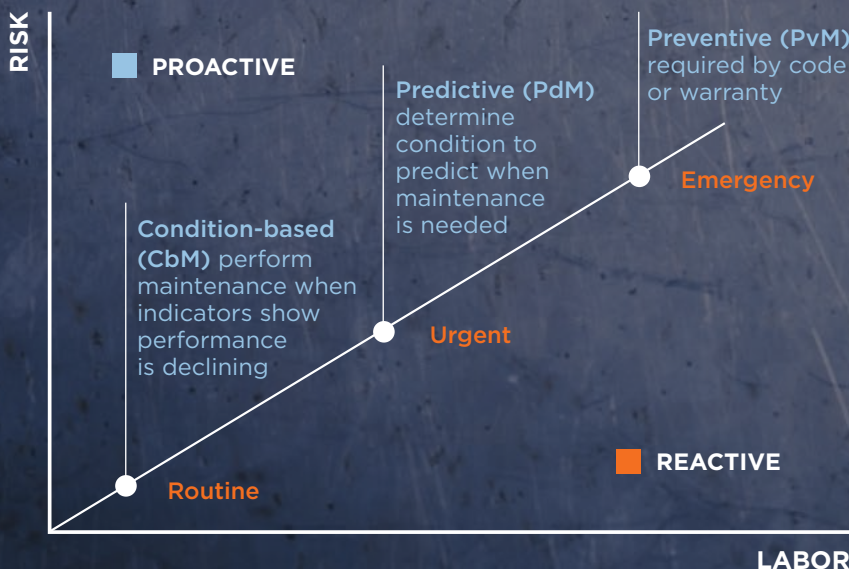 RISK
PROACTIVE
Preventive (PvM)
required by code
or warranty
Predictive (PdM)
determine
condition to
predict when
maintenance
is needed
Emergency
Condition-based
(CbM) perform
maintenance when
indicators show
performance
is declining
Urgent
REACTIVE
Routine
LABOR